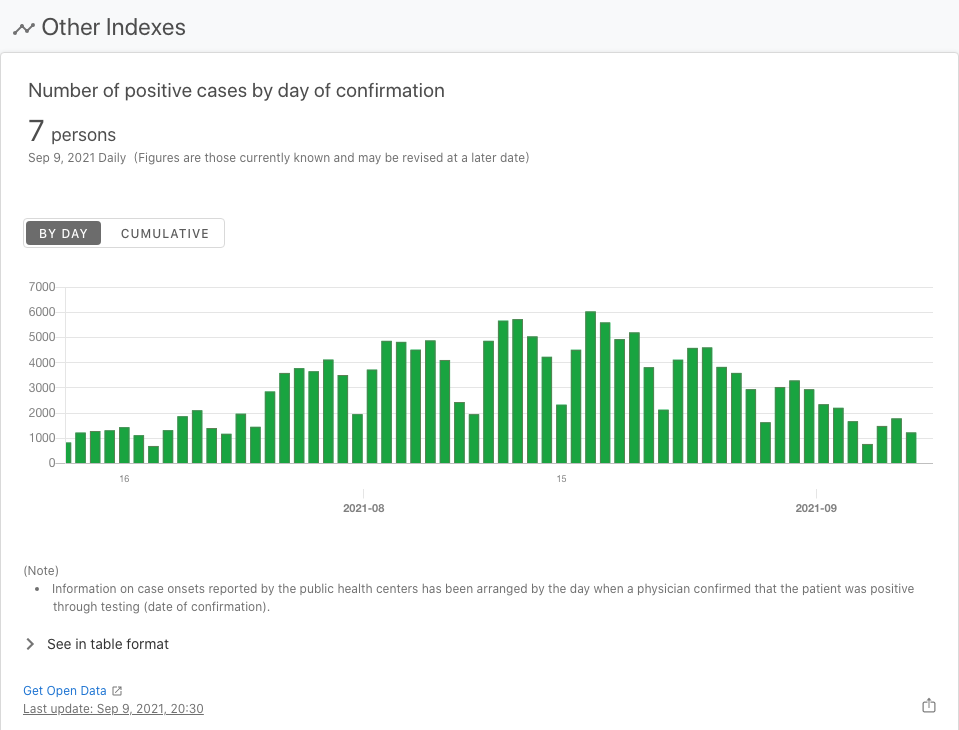 Other Indexes
Number of positive cases by day of confirmation
7 persons
Sep 9, 2021 Daily (Figures are those currently known and may be revised at a later date)
BY DAY CUMULATIVE
7000
6000
5000
4000
3000
2000
1000
0
16 15
2021-08 2021-09
(Note)
• Information on case onsets reported by the public health centers has been arranged by the day when a physician confirmed that the patient was positive
through testing (date of confirmation).
See in table format
Get Open Data
Last update: Sep 9, 2021, 20:30